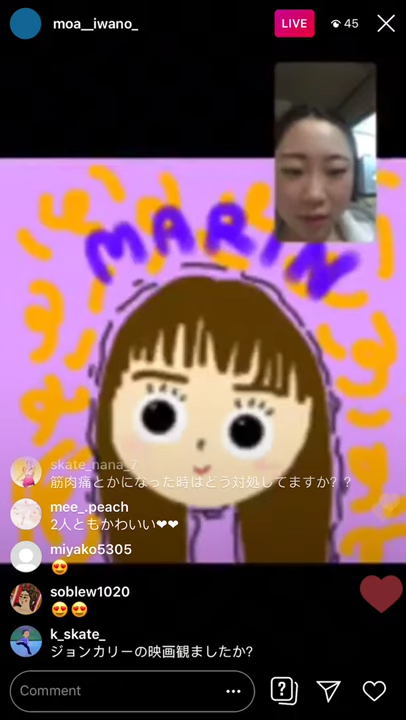 moa__iwano_
LIVE
45
MARIN
skate_nana_7
筋肉痛とかになった時はどう対処してますか？？
mee_.peach
2人ともかわいい❤❤
miyako5305
😍
soblew1020
😍😍
k_skate_
ジョンカリーの映画観ましたか?
Comment